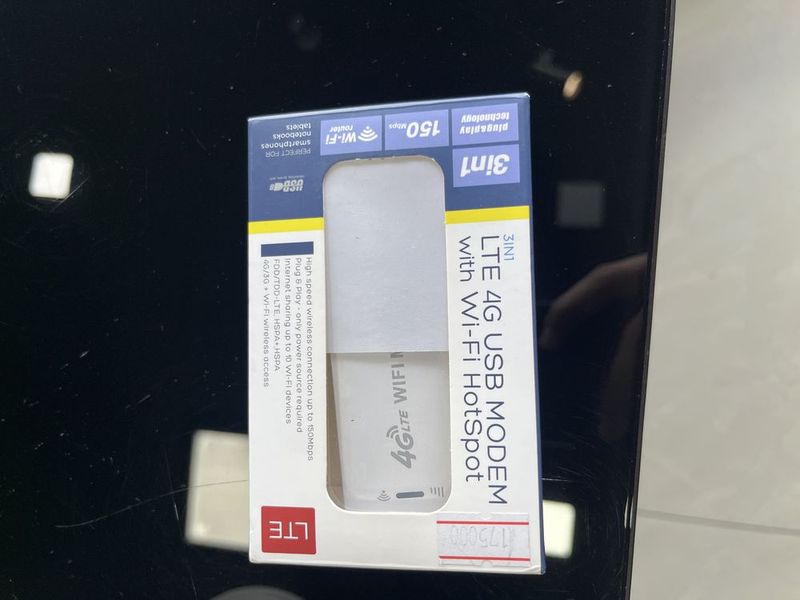 3in1
plug&play
technology
150 Mbps
Wi-Fi
router
PERFECT FOR
smartphones
notebooks
tablets
USB
3IN1
LTE 4G USB MODEM
with Wi-Fi HotSpot
High speed wireless connection up to 150Mbps
Plug & Play - only power source required
Internet sharing up to 10 Wi-Fi devices
FDD/TDD-LTE, HSPA+,HSPA
4G/3G + Wi-Fi wireless access
4G LTE WIFI
LTE
175000